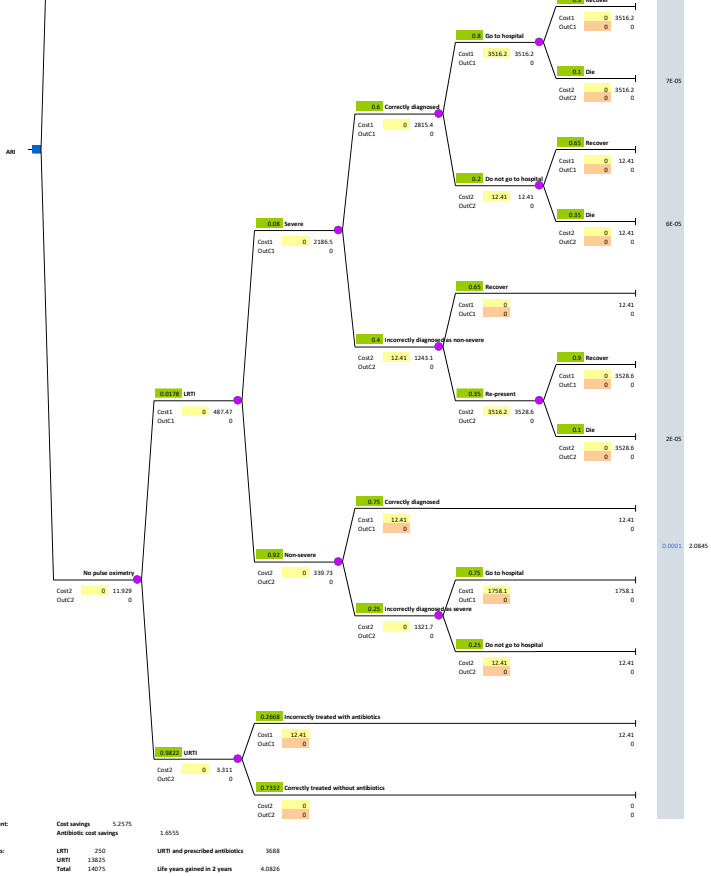 Recover
Cost1 0 3516.2
OutC1 0 0
0.8 Go to hospital
Cost1 3516.2 3516.2
OutC1 0
0.1 Die
Cost2 0 3516.2
OutC2 0 0
7E-05
0.6 Correctly diagnosed
Cost1 0 2815.4
OutC1 0
0.65 Recover
Cost1 0 12.41
OutC1 0 0
ARI
0.2 Do not go to hospital
Cost2 12.41 12.41
OutC2 0
0.35 Die
Cost2 0 12.41
OutC2 0 0
6E-05
0.08 Severe
Cost1 0 2186.5
OutC1 0
0.65 Recover
Cost1 0 12.41
OutC1 0 0
0.4 Incorrectly diagnosed as non-severe
Cost2 12.41 1243.1
OutC2 0
0.9 Recover
Cost1 0 3528.6
OutC1 0 0
0.0178 LRTI
Cost1 0 487.47
OutC1 0
0.35 Re-present
Cost2 3516.2 3528.6
OutC2 0
0.1 Die
Cost2 0 3528.6
OutC2 0 0
2E-05
0.75 Correctly diagnosed
Cost1 12.41 12.41
OutC1 0 0
0.0001 2.0845
0.92 Non-severe
Cost2 0 339.73
OutC2 0
No pulse oximetry
Cost2 0 11.929
OutC2 0
0.75 Go to hospital
Cost1 1758.1 1758.1
OutC1 0 0
0.25 Incorrectly diagnosed as severe
Cost2 0 1321.7
OutC2 0
0.25 Do not go to hospital
Cost2 12.41 12.41
OutC2 0 0
0.2668 Incorrectly treated with antibiotics
Cost1 12.41 12.41
OutC1 0 0
0.9822 URTI
Cost2 0 3.311
OutC2 0
0.7332 Correctly treated without antibiotics
Cost2 0 0
OutC2 0 0
ent: Cost savings 5.2575
Antibiotic cost savings 1.6555
s: LRTI 250 URTI and prescribed antibiotics 3688
URTI 13825
Total 14075 Life years gained in 2 years 4.0826